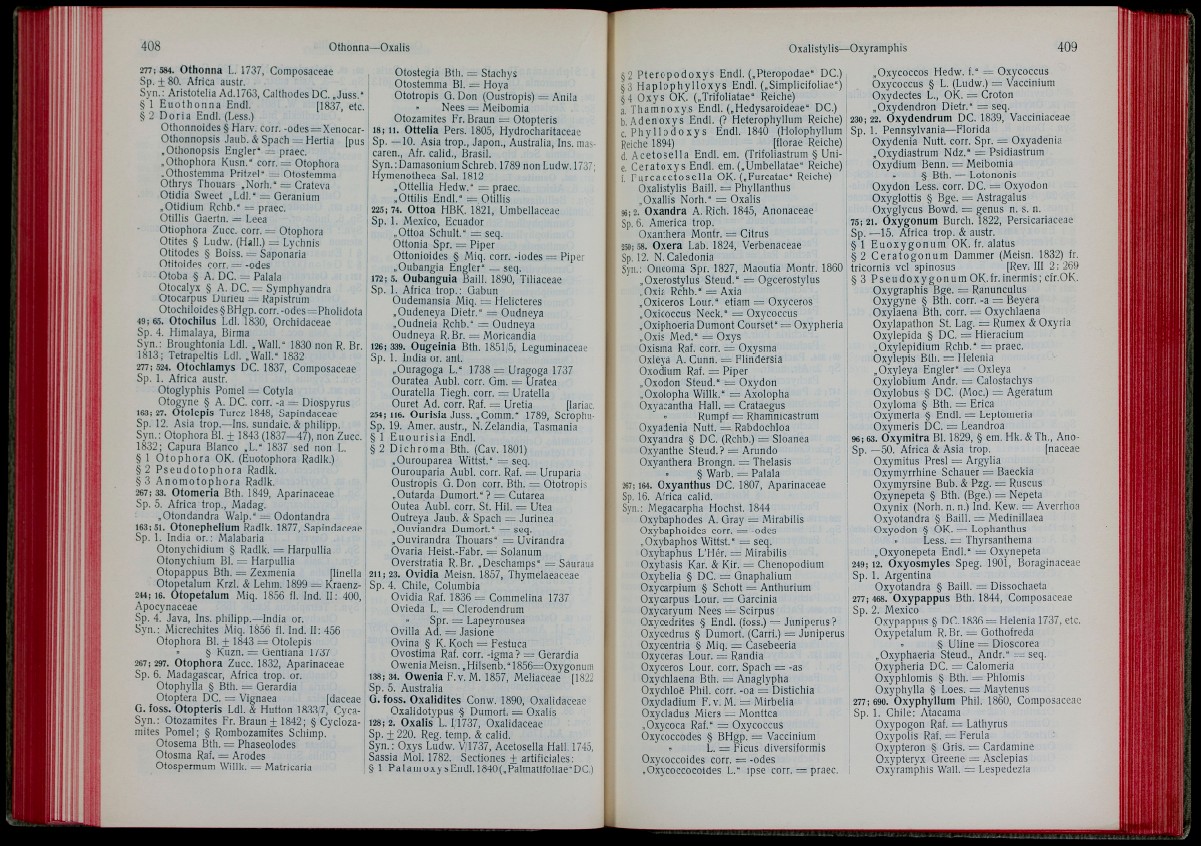 408
Othonna—Oxalis
277; 584. Othonna L. 1737, Composaceae
Sp. ± 80. Africa austr.
Syn.: Aristotelia Ad.1763, Calthodes DC. „Juss.“
§ 1 Euothonna Endl. [1837, etc.
§ 2 Doria Endl. (Less.)
Othonnoides § Harv. corr. -odes = Xenocar-
Othonnopsis Jaub. & Spach = Hertia [pus
„Othonopsis Engler“ = praec.
„Othophora Kusn.“ corr. = Otophora
„Othostemma Pritzel“ = Otostemma
Othrys Thouars „Norh.“ = Crateva
Otidia Sweet „Ldl.“ = Geranium
„Otidium Rchb.“ = praec.
Otillis Gaertn. = Leea
Otiophora Zucc. corr. = Otophora
Otites § Ludw. (Hall.) = Lychnis
Otitodes § Boiss. = Saponaria
Otitoides corr. = -odes
Otoba § A. DC. = Palala
Otocalyx § A. DC. = Symphyandra
Otocarpus Durieu = Rapistrum
Otochiloides § BHgp. corr. -odes = Pholidota
49; 65. Otochilus Ldl. 1830, Orchidaceae
Sp. 4. Himalaya, Birma
Syn.: Broughtonia Ldl. „Wall.“ 1830 non R. Br.
1813; Tetrapeltis Ldl. „Wall.“ 1832
277; 524. Otochlamys DC. 1837, Composaceae
Sp. 1. Africa austr.
Otoglyphis Pomel = Cotyla
Otogyne § A. DC. corr. -a = Diospyrus
163; 27. Otolepis Turcz 1848, Sapindaceae
Sp. 12. Asia trop.—Ins. sundaic. & philipp.
Syn.: Otophora Bl. ± 1843 (1837—47), non Zucc.
1832; Capura Blanco „L.“ 1837 sed non L.
§ 1 Otophora OK. (Euotophora Radlk.)
§ 2 Pseudotophora Radlk.
§ 3 Anomotophora Radlk.
267; 33. Otomeria Bth. 1849, Aparinaceae
Sp. 5. Africa trop., Madag.
„Otondandra Walp.“ = Odontandra
163; 51. Otonephelium Radlk. 1877, Sapindaceae
Sp. 1. India or.: Malabaria
Otonychidium § Radlk. = Harpullia
Otonychium Bl. = Harpullia
Otopappus Bth. = Zexmenia [linella
Otopetalum Krzl. & Lehm. 1899 = Kraenz-
244; 16. Otopetalum Miq. 1856 fl. Ind. II: 400,
Apocynaceae
Sp. 4. Java, Ins. philipp.—India or.
Syn.: Micrechites Miq. 1856 fl. Ind. II: 456
Otophora Bl. ± 1843 = Otolepis
„ § Kuzn. = Gentiana 1737
267; 297. Otophora Zucc. 1832, Aparinaceae
Sp. 6. Madagascar, Africa trop. or.
Otophylla § Bth. = Gerardia
Otoptera DC. = Vignaea [daceae
G. foss. Otopteris Ldl. & Hutton 1833/7, Cyca-
Syn.: Otozamites Fr. Braun ± 1842; § Cycloza-
mites Pomel; § Rombozamites Schimp.
Otosema Bth. = Phaseolodes
Otosma Raf. = Arodes
Otospermum Willk. = Matricaria
Otostegia Bth. = Stachys
Otostemma Bl. = Hoya
Ototropis G. Don (Oustropis) = Anila
„ Nees = Meibomia
Otozamites Fr. Braun = Otopteris
18; 11. Ottelia Pers. 1805, Hydrocharitaceae
Sp. —10. Asia trop., Japon., Australia, Ins. mas-
caren., Afr. calid., Brasil.
Syn.: Damasonium Schreb. 1789 non Ludw. 1737;
Hymenotheca Sal. 1812
„Ottellia Hedw.“ = praec.
„Ottilis Endl.“ = Otillis
225; 74. Ottoa HBK. 1821, Umbellaceae
Sp. 1. Mexico, Ecuador
„Ottoa Schult.“ = seq.
Ottonia Spr. = Piper
Ottonioides § Miq. corr. -iodes = Piper
„Oubangia Engler“ = seq.
172; 5. Oubanguia Baill. 1890, Tiliaceae
Sp. 1. Africa trop.: Gabun
Oudemansia Miq. = Helicteres
„Oudeneya Dietr.“ = Oudneya
„Oudneia Rchb.“ = Oudneya
Oudneya R. Br. = Moricandia
126; 339. Ougeinia Bth. 1851/5, Leguminaceae
Sp. 1. India or. ant.
„Ouragoga L.“ 1738 = Uragoga 1737
Ouratea Aubl. corr. Gm. = Uratea
Ouratella Tiegh. corr. = Uratella
Ouret Ad. corr. Raf. = Uretia [lariac.
254; 116. Ourisia Juss. „Comm.“ 1789, Scrophu-
Sp. 19. Amer. austr., N. Zelandia, Tasmania
§ 1 Euourisia Endl.
§ 2 Dichroma Bth. (Cav. 1801)
„Ourouparea Wittst.“ = seq.
Ourouparia Aubl. corr. Raf. = Uruparia
Oustropis G. Don corr. Bth. = Ototropis
„Outarda Dumort.“ ? = Cutarea
Outea Aubl. corr. St. Hil. = Utea
Outreya Jaub. & Spach = Jurinea
„Ouviandra Dumort.“ = seq.
„Ouvirandra Thouars“ = Uvirandra
Ovaria Heist.-Fabr. = Solanum
Overstratia R. Br. „Deschamps“ = Saurauа
211; 23. Ovidia Meisn. 1857, Thymelaeaceae
Sp. 4. Chile, Columbia
Ovidia Raf. 1836 = Commelina 1737
Ovieda L. = Clerodendrum
„ Spr. = Lapeyrousea
Ovilla Ad. = Jasione
Ovina § K. Koch = Festuca
Ovostima Raf. corr. -igma ? = Gerardia
Owenia Meisn. „Hilsenb.“ 1856 = Oxygonum
138; 34. Owenia F. v. M. 1857, Meliaceae [1822
Sp. 5. Australia
G. foss. Oxalidites Conw. 1890, Oxalidaceae
Oxalidotypus § Dumort. = Oxalis
128; 2. Oxalis L. I 1737, Oxalidaceae
Sp. ± 220. Reg. temp. & calid.
Syn.: Oxys Ludw. V/1737, Acetosella Hall. 1745,
Sassia Mol. 1782. Sectiones ± artificiales:
§ 1 Palamoxys Endl. 1840 („Palmatifoliae“ DC.)
Oxalistylis—Oxyramphis
409
§ 2 Pteropodoxys Endl. („Pteropodae“ DC.)
§ 3 Haplophylloxys Endl. („Simplicifoliae“)
§ 4 Oxys OK. („Trifoliatae“ Reiche)
a. Thamnoxys Endl. („Hedysaroideae“ DC.)
b. Adenoxys Endl. (? Heterophyllum Reiche)
c. Phyllodoxys Endl. 1840 (Holophyllum
Reiche 1894) [florae Reiche)
d. Acetosella Endl. em. (Trifoliastrum § Uni-
e. Ceratoxys Endl. em. („Umbellatae“ Reiche)
f. Furcacetosella OK. („Furcatae“ Reiche)
Oxalistylis Baill. = Phyllanthus
„Oxallis Norh.“ = Oxalis
96; 2. Oxandra A. Rich. 1845, Anonaceae
Sp. 6. America trop.
Oxanthera Montr. = Citrus
250; 58. Oxera Lab. 1824, Verbenaceae
Sp. 12. N. Caledonia
Syn.: Oncoma Spr. 1827, Maoutia Montr. 1860
„Oxerostylus Steud.“ = Ogcerostylus
„Oxia Rchb.“ = Axia
„Oxiceros Lour.“ etiam = Oxyceros
„Oxicoccus Neck.“ = Oxycoccus
„Oxiphoeria Dumont Courset“ = Oxypheria
„Oxis Med.“ = Oxys
Oxisma Raf. corr. = Oxysma
Oxleya A. Cunn. = Flindersia
Oxodium Raf. = Piper
„Oxodon Steud.“ = Oxydon
„Oxolopha Willk.“ = Axolopha
Oxyacantha Hall. = Crataegus
„ Rumpf = Rhamnicastrum
Oxyadenia Nutt. = Rabdochloa
Oxyandra § DC. (Rchb.) = Sloanea
Oxyanthe Steud. ? = Arundo
Oxyanthera Brongn. = Thelasis
„ § Warb. = Palala
267; 164. Oxyanthus DC. 1807, Aparinaceae
Sp. 16. Africa calid.
Syn.: Megacarpha Hochst. 1844
Oxybaphodes A. Gray = Mirabilis
Oxybaphoides corr. = -odes
„Oxybaphos Wittst.“ = seq.
Oxybaphus L'Hér. = Mirabilis
Oxybasis Kar. & Kir. = Chenopodium
Oxybelia § DC. = Gnaphalium
Oxycarpium § Schott = Anthurium
Oxycarpus Lour. = Garcinia
Oxycaryum Nees = Scirpus
Oxycedrites § Endl. (foss.) = Juniperus?
Oxycedrus § Dumort. (Carri.) = Juniperus
Oxycentria § Miq. = Casebeeria
Oxyceras Lour. = Randia
Oxyceros Lour. corr. Spach = -as
Oxychlaena Bth. = Anaglypha
Oxychloë Phil. corr. -oa = Distichia
Oxycladium F. v. M. = Mirbelia
Oxycladus Miers = Monttea
„Oxycoca Raf.“ = Oxycoccus
Oxycoccodes § BHgp. = Vaccinium
„ L. = Ficus diversiformis
Oxycoccoides corr. = -odes
„Oxycoccocoides L.“ ipse corr. = praec.
„Oxycoccos Hedw. f.“ = Oxycoccus
Oxycoccus § L. (Ludw.) = Vaccinium
Oxydectes L., OK. = Croton
„Oxydendron Dietr.“ = seq.
230; 22. Oxydendrum DC. 1839, Vacciniaceae
Sp. 1. Pennsylvania—Florida
Oxydenia Nutt. corr. Spr. = Oxyadenia
„Oxydiastrum Ndz.“ = Psidiastrum
Oxydium Benn. = Meibomia
„ § Bth. = Lotononis
Oxydon Less. corr. DC. = Oxyodon
Oxyglottis § Bge. = Astragalus
Oxyglycus Bowd. = genus n. s. n.
75; 21. Oxygonum Burch. 1822, Persicariaceae
Sp. —15. Africa trop. & austr.
§ 1 Euoxygonum OK. fr. alatus
§ 2 Ceratogonum Dammer (Meisn. 1832) fr.
tricornis vel spinosus [Rev. III 2: 269
§ 3 Pseudoxygonum OK. fr. inermis; cfr. OK.
Oxygraphis Bge. = Ranunculus
Oxygyne § Bth. corr. -a = Beyera
Oxylaena Bth. corr. = Oxychlaena
Oxylapathon St. Lag. = Rumex & Oxyria
Oxylepida § DC. = Hieracium
„Oxylepidium Rchb.“ = praec.
Oxylepis Bth. = Helenia
„Oxyleya Engler“ = Oxleya
Oxylobium Andr. = Calostachys
Oxylobus § DC. (Moc.) = Ageratum
Oxyloma § Bth. = Erica
Oxymeria § Endl. = Leptomeria
Oxymeris DC. = Leandroa
96; 63. Oxymitra Bl. 1829, § em. Hk. & Th., Ano-
Sp. —50. Africa & Asia trop. [naceae
Oxymitus Presl = Argylia
Oxymyrrhine Schauer = Baeckia
Oxymyrsine Bub. & Pzg. = Ruscus
Oxynepeta § Bth. (Bge.) = Nepeta
Oxynix (Norh. n. n.) Ind. Kew. = Averrhoa
Oxyotandra § Baill. = Medinillaea
Oxyodon § OK. = Lophanthus
„ Less. = Thyrsanthema
„Oxyonepeta Endl.“ = Oxynepeta
249; 12. Oxyosmyles Speg. 1901, Boraginaceae
Sp. 1. Argentina
Oxyotandra § Baill. = Dissochaeta
277; 468. Oxypappus Bth. 1844, Composaceae
Sp. 2. Mexico
Oxypappus § DC. 1836 = Helenia 1737, etc.
Oxypetalum R. Br. = Gothofreda
„ § Uline = Dioscorea
„Oxyphaeria Steud., Andr.“ = seq.
Oxypheria DC. = Calomeria
Oxyphlomis § Bth. = Phlomis
Oxyphylla § Loes. = Maytenus
277; 690. Oxyphyllum Phil. 1860, Composaceae
Sp. 1. Chile: Atacama
Oxypogon Raf. = Lathyrus
Oxypolis Raf. = Ferula
Oxypteron § Gris. = Cardamine
Oxypteryx Greene = Asclepias
Oxyramphis Wall. = Lespedezia